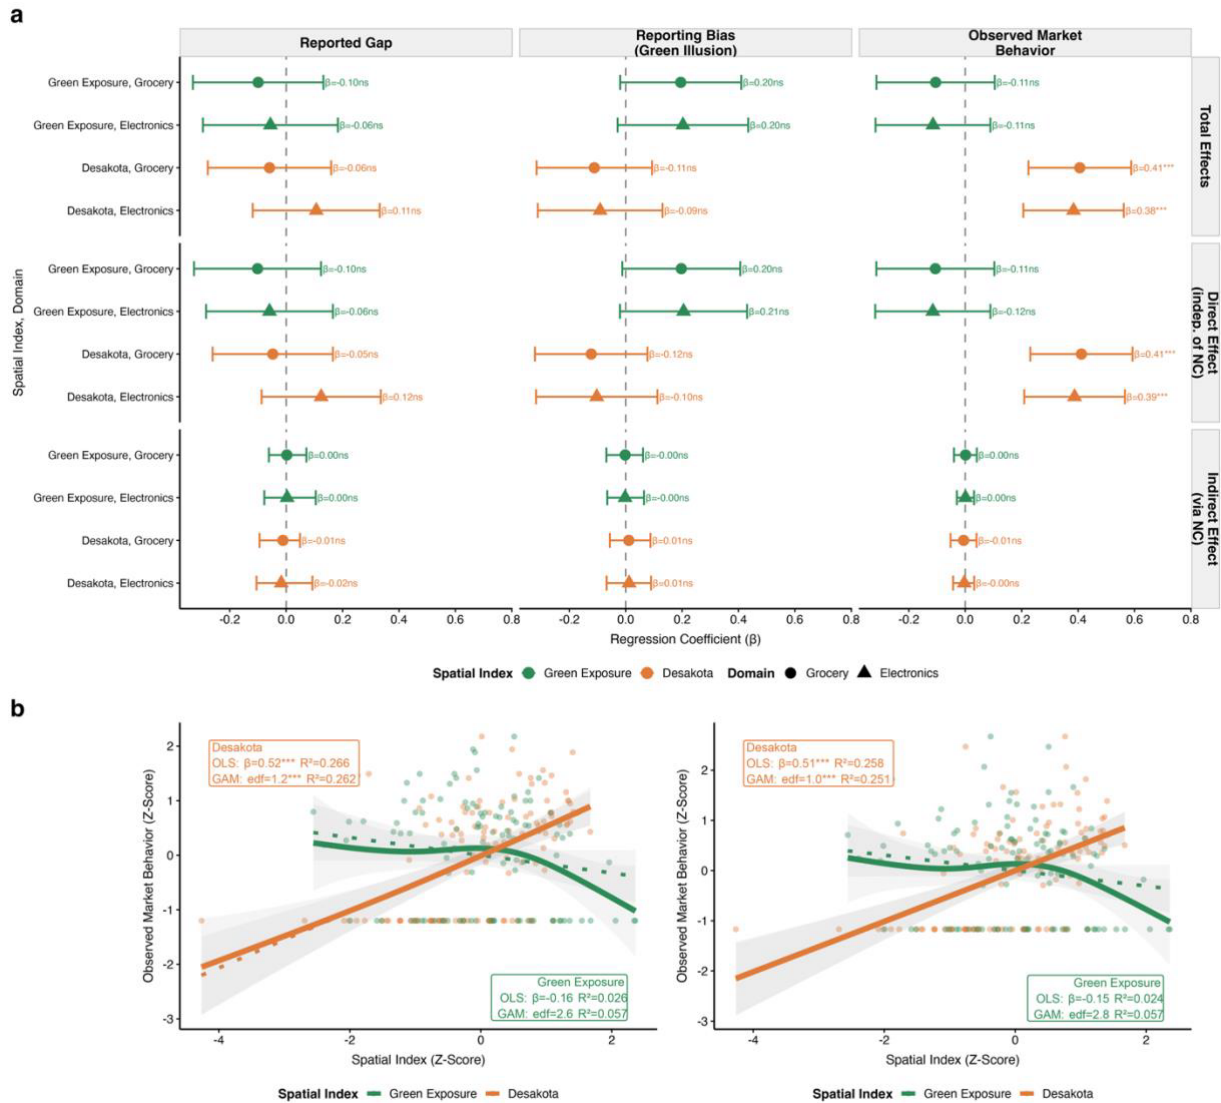 a
Reported Gap
Reporting Bias
(Green Illusion)
Observed Market
Behavior
Spatial Index, Domain
Total Effects
Green Exposure, Grocery
β=-0.10ns
β=0.20ns
β=-0.11ns
Green Exposure, Electronics
β=-0.06ns
β=0.20ns
β=-0.11ns
Desakota, Grocery
β=-0.06ns
β=-0.11ns
β=0.41***
Desakota, Electronics
β=0.11ns
β=-0.09ns
β=0.38***
Direct Effect
(indep. of NC)
Green Exposure, Grocery
β=-0.10ns
β=0.20ns
β=-0.11ns
Green Exposure, Electronics
β=-0.06ns
β=0.21ns
β=-0.12ns
Desakota, Grocery
β=-0.05ns
β=-0.12ns
β=0.41***
Desakota, Electronics
β=0.12ns
β=-0.10ns
β=0.39***
Indirect Effect
(via NC)
Green Exposure, Grocery
β=0.00ns
β=-0.00ns
β=0.00ns
Green Exposure, Electronics
β=0.00ns
β=-0.00ns
β=0.00ns
Desakota, Grocery
β=-0.01ns
β=0.01ns
β=-0.01ns
Desakota, Electronics
β=-0.02ns
β=0.01ns
β=-0.00ns
-0.2 0.0 0.2 0.4 0.6 0.8
-0.2 0.0 0.2 0.4 0.6 0.8
-0.2 0.0 0.2 0.4 0.6 0.8
Regression Coefficient (β)
Spatial Index Green Exposure Desakota Domain Grocery Electronics
b
Observed Market Behavior (Z-Score)
2
1
0
-1
-2
-3
Desakota
OLS: β=0.52*** R²=0.266
GAM: edf=1.2*** R²=0.262
Green Exposure
OLS: β=-0.16 R²=0.026
GAM: edf=2.6 R²=0.057
-4 -2 0 2
Spatial Index (Z-Score)
Spatial Index Green Exposure Desakota
Observed Market Behavior (Z-Score)
2
1
0
-1
-2
-3
Desakota
OLS: β=0.51*** R²=0.258
GAM: edf=1.0*** R²=0.251
Green Exposure
OLS: β=-0.15 R²=0.024
GAM: edf=2.8 R²=0.057
-4 -2 0 2
Spatial Index (Z-Score)
Spatial Index Green Exposure Desakota